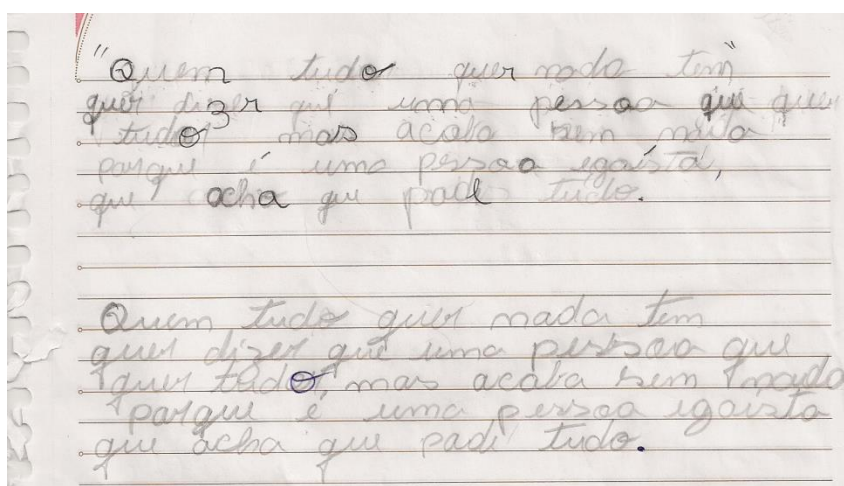 "Quem tudo quer nada tem"
quer dizer que uma pessoa que quer
tudo mas acaba sem nada
porque é uma pessoa egoísta,
que acha que pode tudo.
Quem tudo quer nada tem
quer dizer que uma pessoa que
quer tudo, mas acaba sem nada
porque é uma pessoa egoista
que acha que pode tudo.